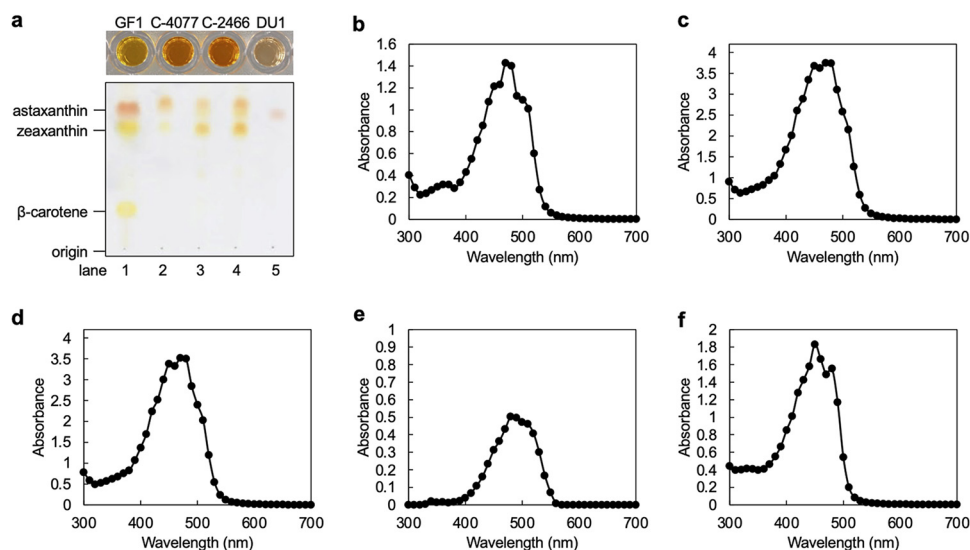 a
GF1 C-4077 C-2466 DU1
astaxanthin
zeaxanthin
β-carotene
origin
lane 1 2 3 4 5
b
Absorbance
1.6
1.4
1.2
1
0.8
0.6
0.4
0.2
0
300 400 500 600 700
Wavelength (nm)
c
Absorbance
4
3.5
3
2.5
2
1.5
1
0.5
0
300 400 500 600 700
Wavelength (nm)
d
Absorbance
4
3.5
3
2.5
2
1.5
1
0.5
0
300 400 500 600 700
Wavelength (nm)
e
Absorbance
1
0.9
0.8
0.7
0.6
0.5
0.4
0.3
0.2
0.1
0
300 400 500 600 700
Wavelength (nm)
f
Absorbance
2
1.8
1.6
1.4
1.2
1
0.8
0.6
0.4
0.2
0
300 400 500 600 700
Wavelength (nm)